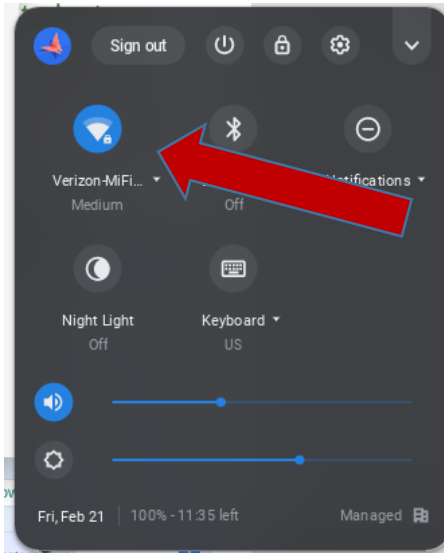 Sign out
Verizon-MiFi...
Notifications
Medium
Off
Night Light
Keyboard
Off
US
Fri, Feb 21
100% - 11:35 left
Managed